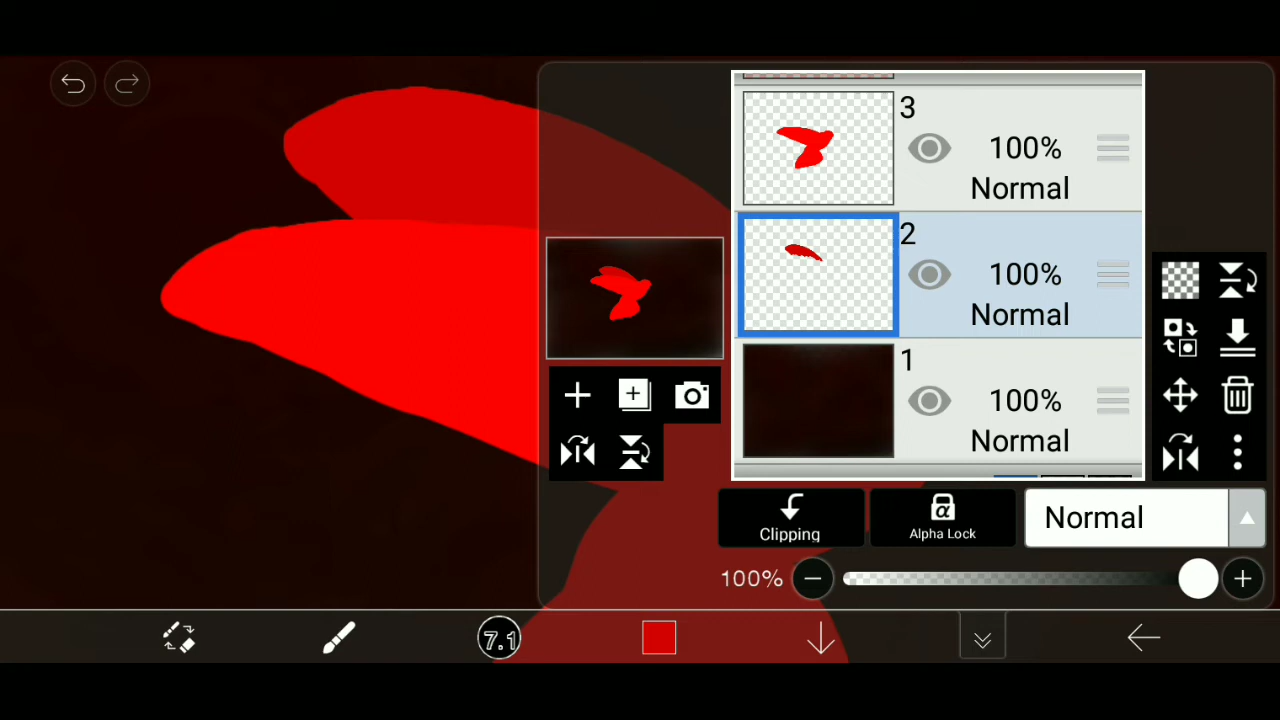 3
100%
Normal
2
100%
Normal
1
100%
Normal
Clipping
α
Alpha Lock
Normal
100%
7.1